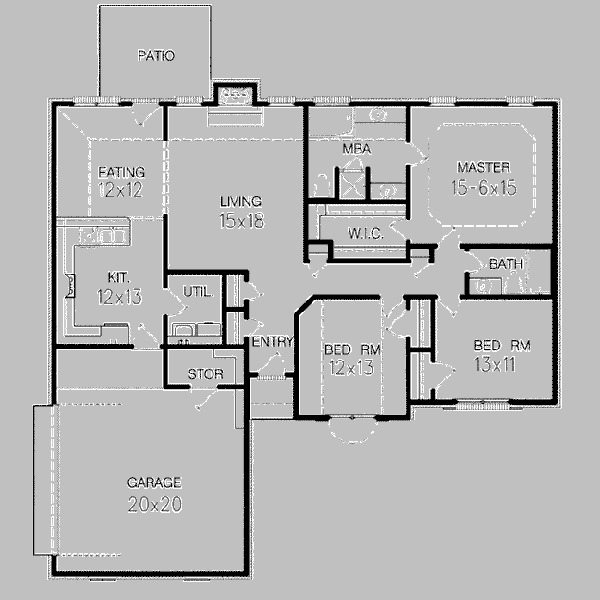 PATIO
EATING
12x12
LIVING
15x18
MBA
MASTER
15-6x15
W.I.C.
BATH
KIT.
12x13
UTIL
ENTRY
BED RM
12x13
BED RM
13x11
STOR
GARAGE
20x20